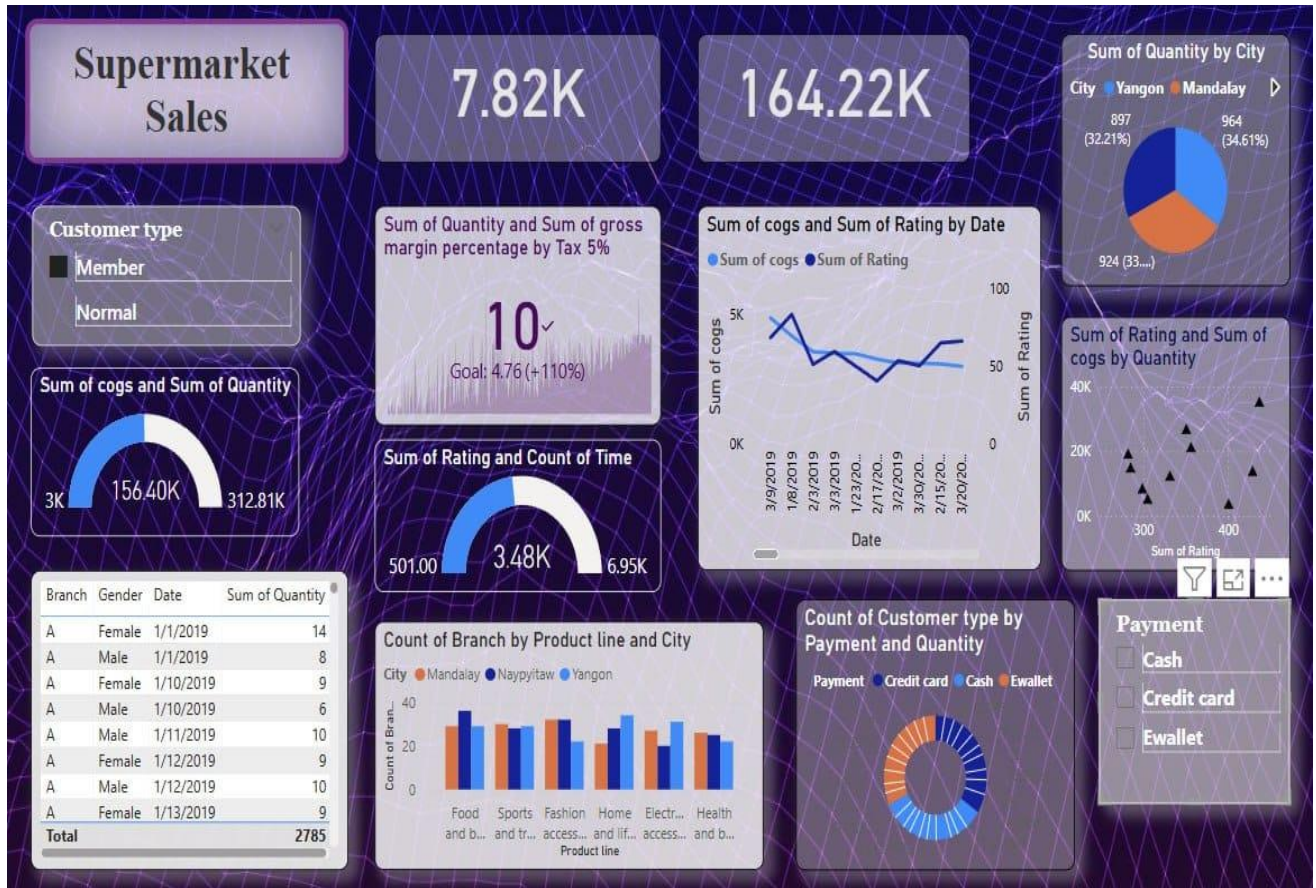 Supermarket
Sales
7.82K
164.22K
Sum of Quantity by City
City Yangon Mandalay
897
(32.21%)
964
(34.61%)
924 (33....)
Customer type
Member
Normal
Sum of Quantity and Sum of gross
margin percentage by Tax 5%
10
Goal: 4.76 (+110%)
Sum of cogs and Sum of Rating by Date
Sum of cogs Sum of Rating
Sum of cogs
5K
0K
100
50
0
Sum of Rating
3/9/2019
1/8/2019
2/3/2019
3/3/2019
1/23/20...
2/17/20...
3/2/2019
3/30/20...
2/15/20...
3/20/20...
Date
Sum of Rating and Sum of
cogs by Quantity
40K
20K
0K
300 400
Sum of Rating
Sum of cogs and Sum of Quantity
3K 156.40K 312.81K
Sum of Rating and Count of Time
501.00 3.48K 6.95K
Branch Gender Date Sum of Quantity
A Female 1/1/2019 14
A Male 1/1/2019 8
A Female 1/10/2019 9
A Male 1/10/2019 6
A Male 1/11/2019 10
A Female 1/12/2019 9
A Male 1/12/2019 10
A Female 1/13/2019 9
Total 2785
Count of Branch by Product line and City
City Mandalay Naypyitaw Yangon
Count of Bran...
40
20
0
Food Sports Fashion Home Electr... Health
and b... and tr... access... and lif... access... and b...
Product line
Count of Customer type by
Payment and Quantity
Payment Credit card Cash Ewallet
Payment
Cash
Credit card
Ewallet